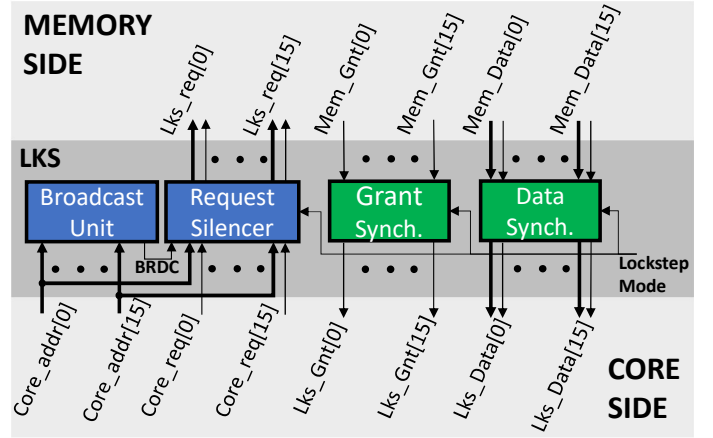 MEMORY
SIDE
Lks_req[0]
Lks_req[15]
Mem_Gnt[0]
Mem_Gnt[15]
Mem_Data[0]
Mem_Data[15]
LKS
Broadcast
Unit
Request
Silencer
Grant
Synch.
Data
Synch.
BRDC
Lockstep
Mode
Core_addr[0]
Core_addr[15]
Core_req[0]
Core_req[15]
Lks_Gnt[0]
Lks_Gnt[15]
Lks_Data[0]
Lks_Data[15]
CORE
SIDE